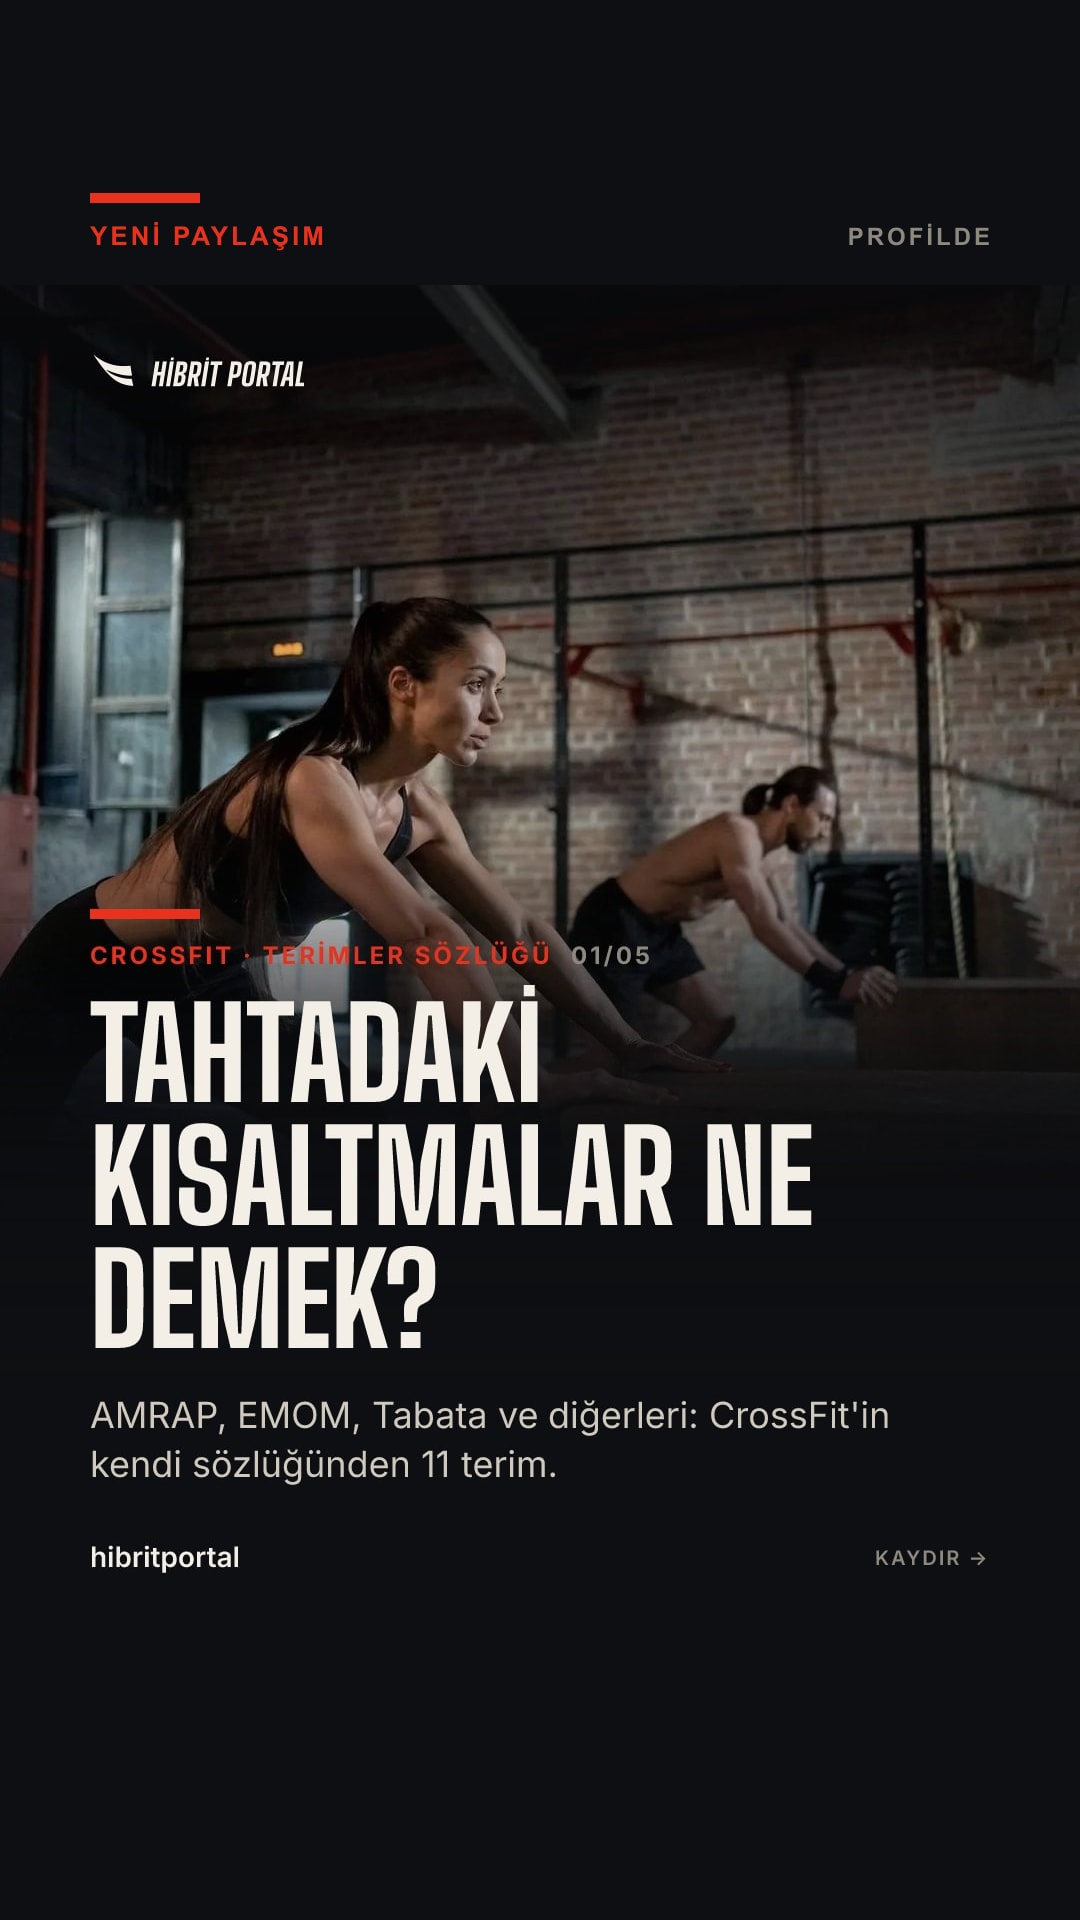 YENİ PAYLAŞIM
PROFİLDE
HİBRİT PORTAL
CROSSFIT · TERİMLER SÖZLÜĞÜ 01/05
TAHTADAKİ
KISALTMALAR NE
DEMEK?
AMRAP, EMOM, Tabata ve diğerleri: CrossFit'in
kendi sözlüğünden 11 terim.
hibritportal
KAYDIR →